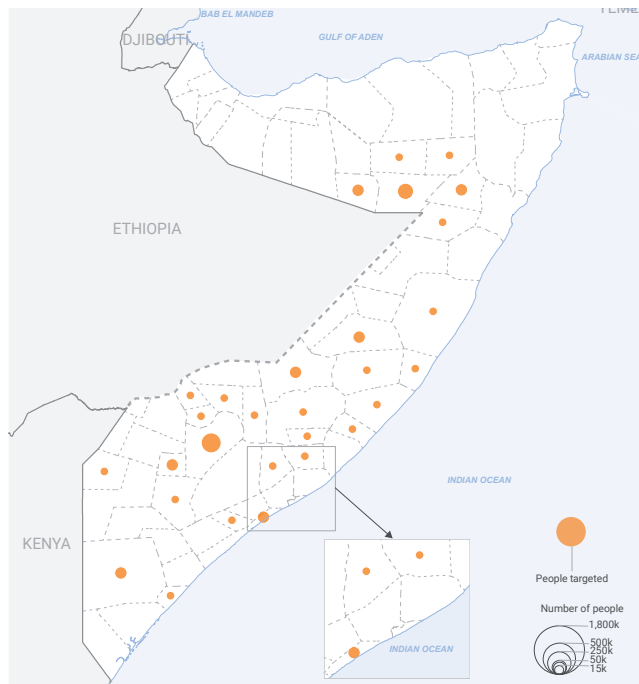 BAB EL MANDEB
DJIBOUTI
GULF OF ADEN
ARABIAN SEA
ETHIOPIA
INDIAN OCEAN
KENYA
People targeted
Number of people
1,800k
500k
250k
50k
15k
INDIAN OCEAN